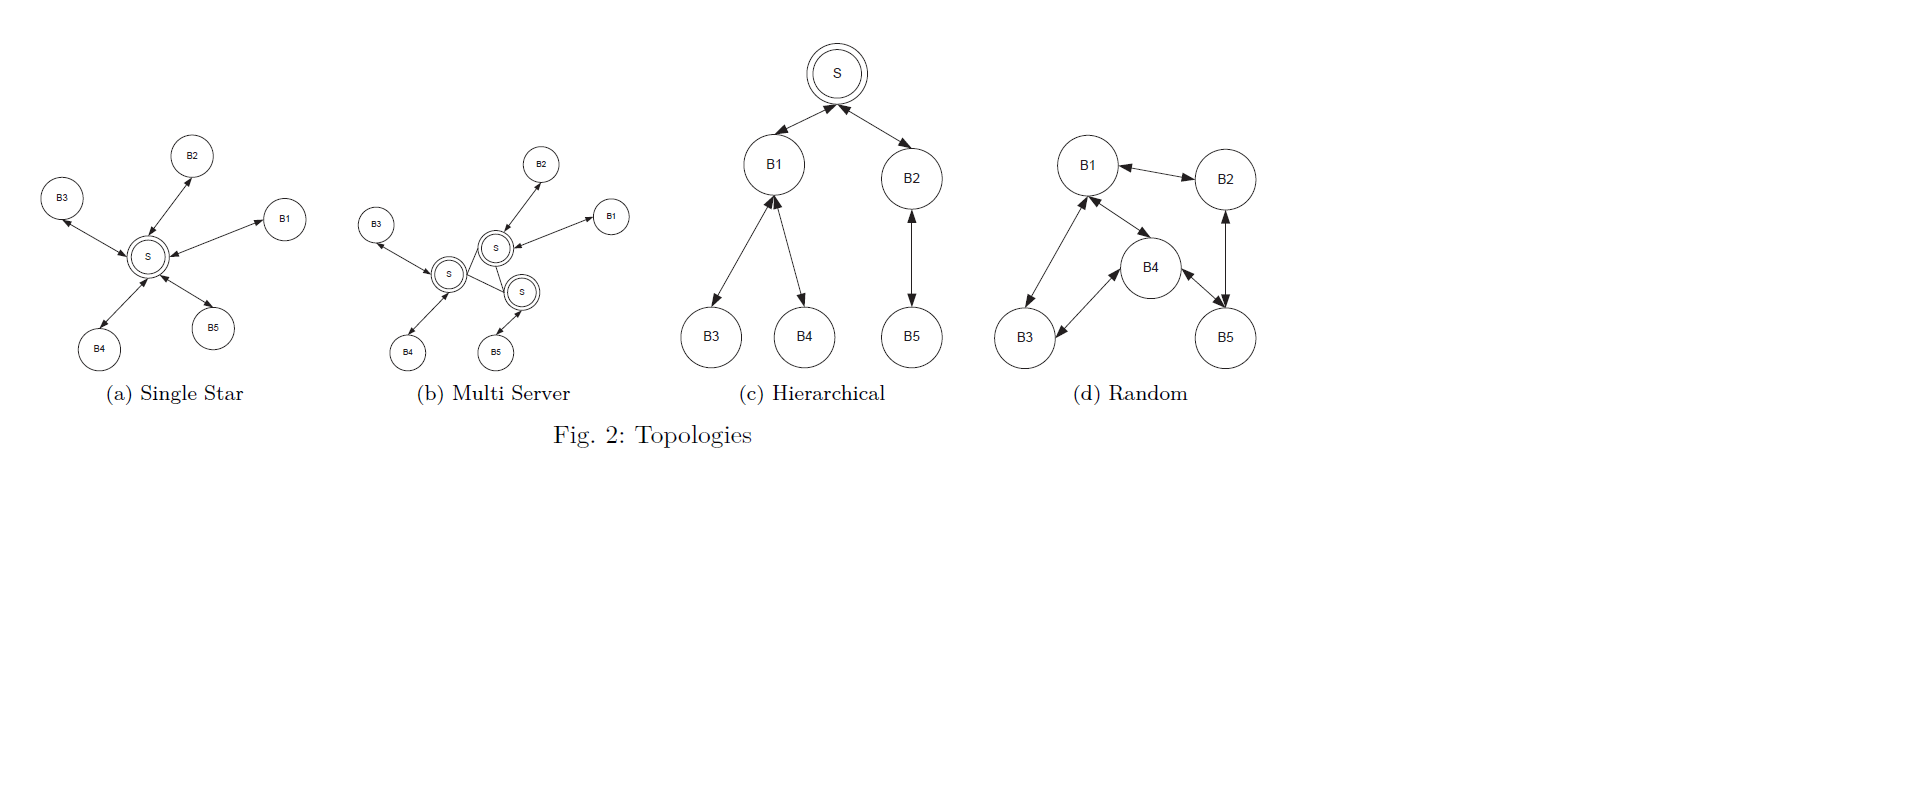 B2
B3
B1
S
B5
B4
(a) Single Star
B2
B3
B1
S
S
S
B4
B5
(b) Multi Server
S
B1
B2
B3
B4
B5
(c) Hierarchical
B1
B2
B4
B3
B5
(d) Random
Fig. 2: Topologies